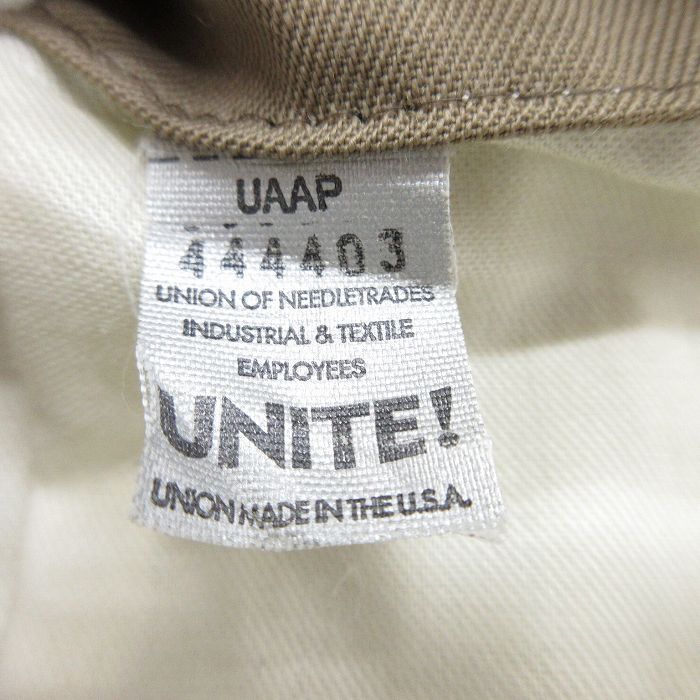 UAAP
444403
UNION OF NEEDLETRADES
INDUSTRIAL & TEXTILE
EMPLOYEES
UNITE!
UNION MADE IN THE U.S.A.